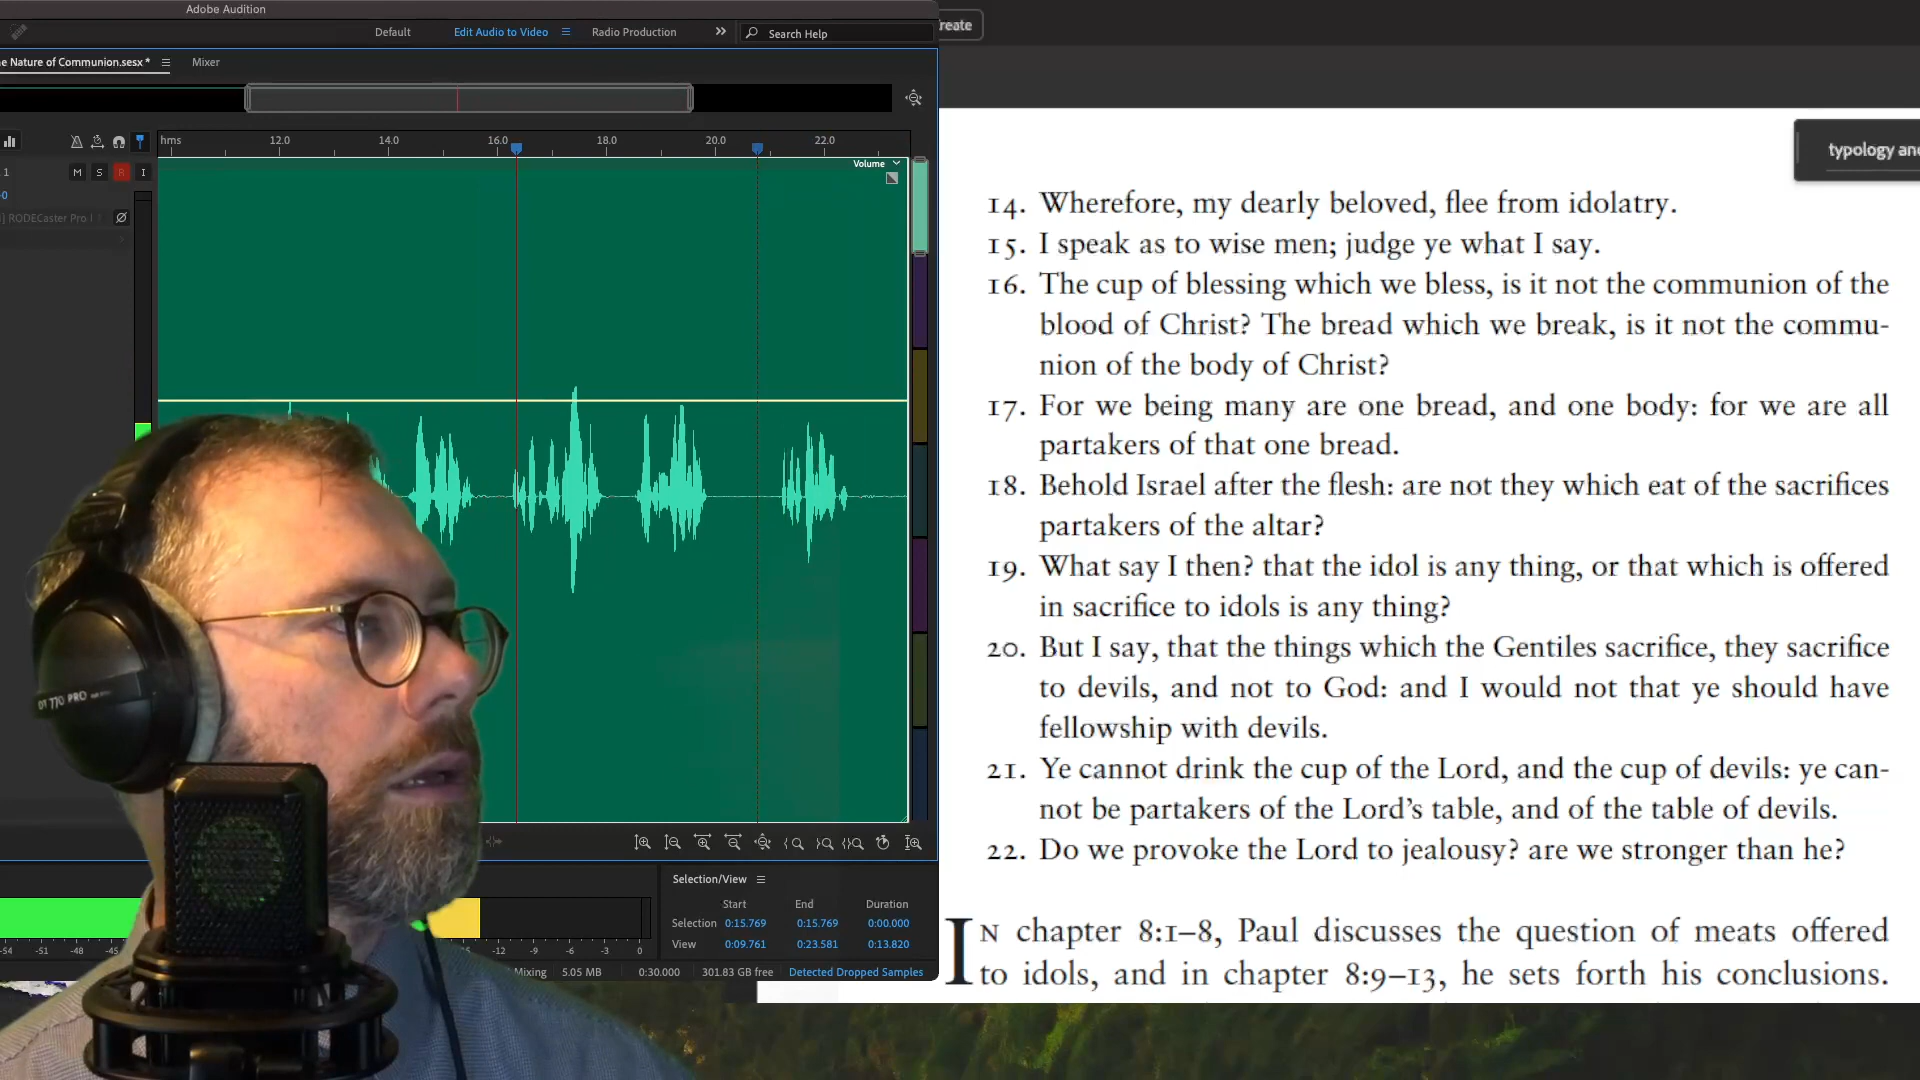 Adobe Audition
Default
Edit Audio to Video
Radio Production
Search Help
reate
e Nature of Communion.sesx *
Mixer
hms
12.0
14.0
16.0
18.0
20.0
22.0
Volume
M S R I
RODECaster Pro
DT 770 PRO
Selection/View
Start
End
Duration
Selection
0:15.769
0:15.769
0:00.000
View
0:09.761
0:23.581
0:13.820
-54
-51
-48
-45
-12
-9
-6
-3
0
Mixing
5.05 MB
0:30.000
301.83 GB free
Detected Dropped Samples
typology an
14. Wherefore, my dearly beloved, flee from idolatry.
15. I speak as to wise men; judge ye what I say.
16. The cup of blessing which we bless, is it not the communion of the
blood of Christ? The bread which we break, is it not the commu-
nion of the body of Christ?
17. For we being many are one bread, and one body: for we are all
partakers of that one bread.
18. Behold Israel after the flesh: are not they which eat of the sacrifices
partakers of the altar?
19. What say I then? that the idol is any thing, or that which is offered
in sacrifice to idols is any thing?
20. But I say, that the things which the Gentiles sacrifice, they sacrifice
to devils, and not to God: and I would not that ye should have
fellowship with devils.
21. Ye cannot drink the cup of the Lord, and the cup of devils: ye can-
not be partakers of the Lord's table, and of the table of devils.
22. Do we provoke the Lord to jealousy? are we stronger than he?
IN chapter 8:1–8, Paul discusses the question of meats offered
to idols, and in chapter 8:9–13, he sets forth his conclusions.